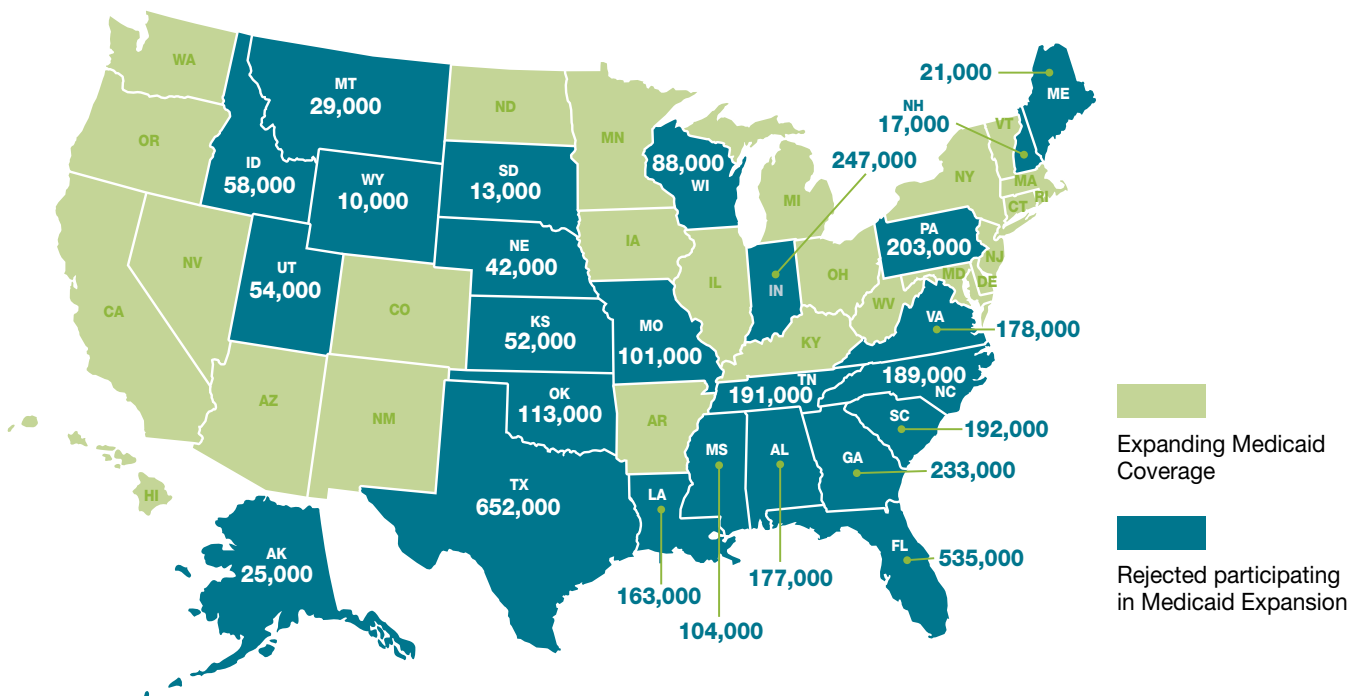 WA
MT
29,000
ND
MN
OR
ID
58,000
WY
10,000
SD
13,000
88,000
WI
MI
21,000
ME
NH
17,000
247,000
VT
NY
MA
CT
RI
NV
UT
54,000
NE
42,000
IA
IL
IN
OH
PA
203,000
NJ
MD
DE
CA
CO
KS
52,000
MO
101,000
KY
WV
VA
178,000
AZ
NM
OK
113,000
AR
TN
191,000
189,000
NC
SC
192,000
MS
AL
GA
233,000
HI
TX
652,000
LA
163,000
104,000
177,000
FL
535,000
AK
25,000
Expanding Medicaid
Coverage
Rejected participating
in Medicaid Expansion